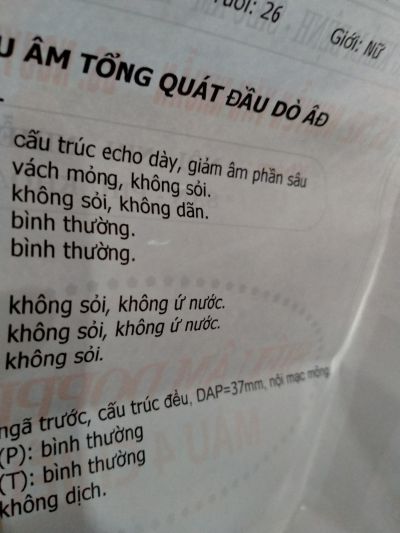 26
Giới: Nữ
ÂM TỔNG QUÁT ĐẦU DÒ ÂĐ
cấu trúc echo dày, giảm âm phần sâu
vách mỏng, không sỏi.
không sỏi, không dãn.
bình thường.
bình thường.
không sỏi, không ứ nước.
không sỏi, không ứ nước.
không sỏi.
ngã trước, cấu trúc đều, DAP=37mm, nội mạc mỏng
(P): bình thường
(T): bình thường
không dịch.